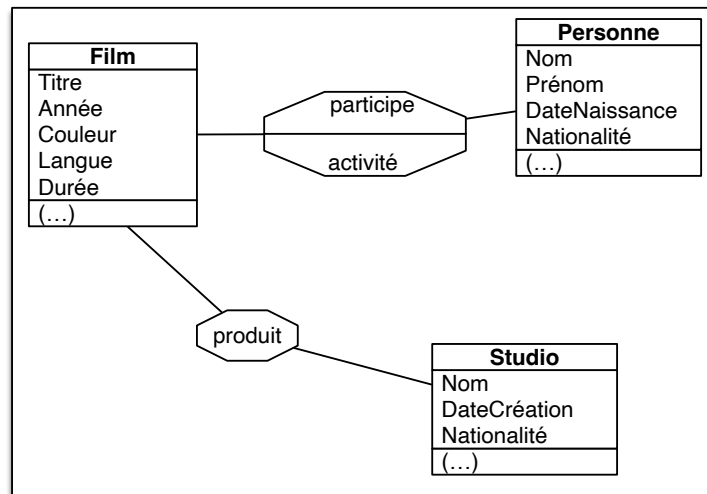 Film
Titre
Année
Couleur
Langue
Durée
(…)
participe
activité
Personne
Nom
Prénom
DateNaissance
Nationalité
(…)
produit
Studio
Nom
DateCréation
Nationalité
(…)